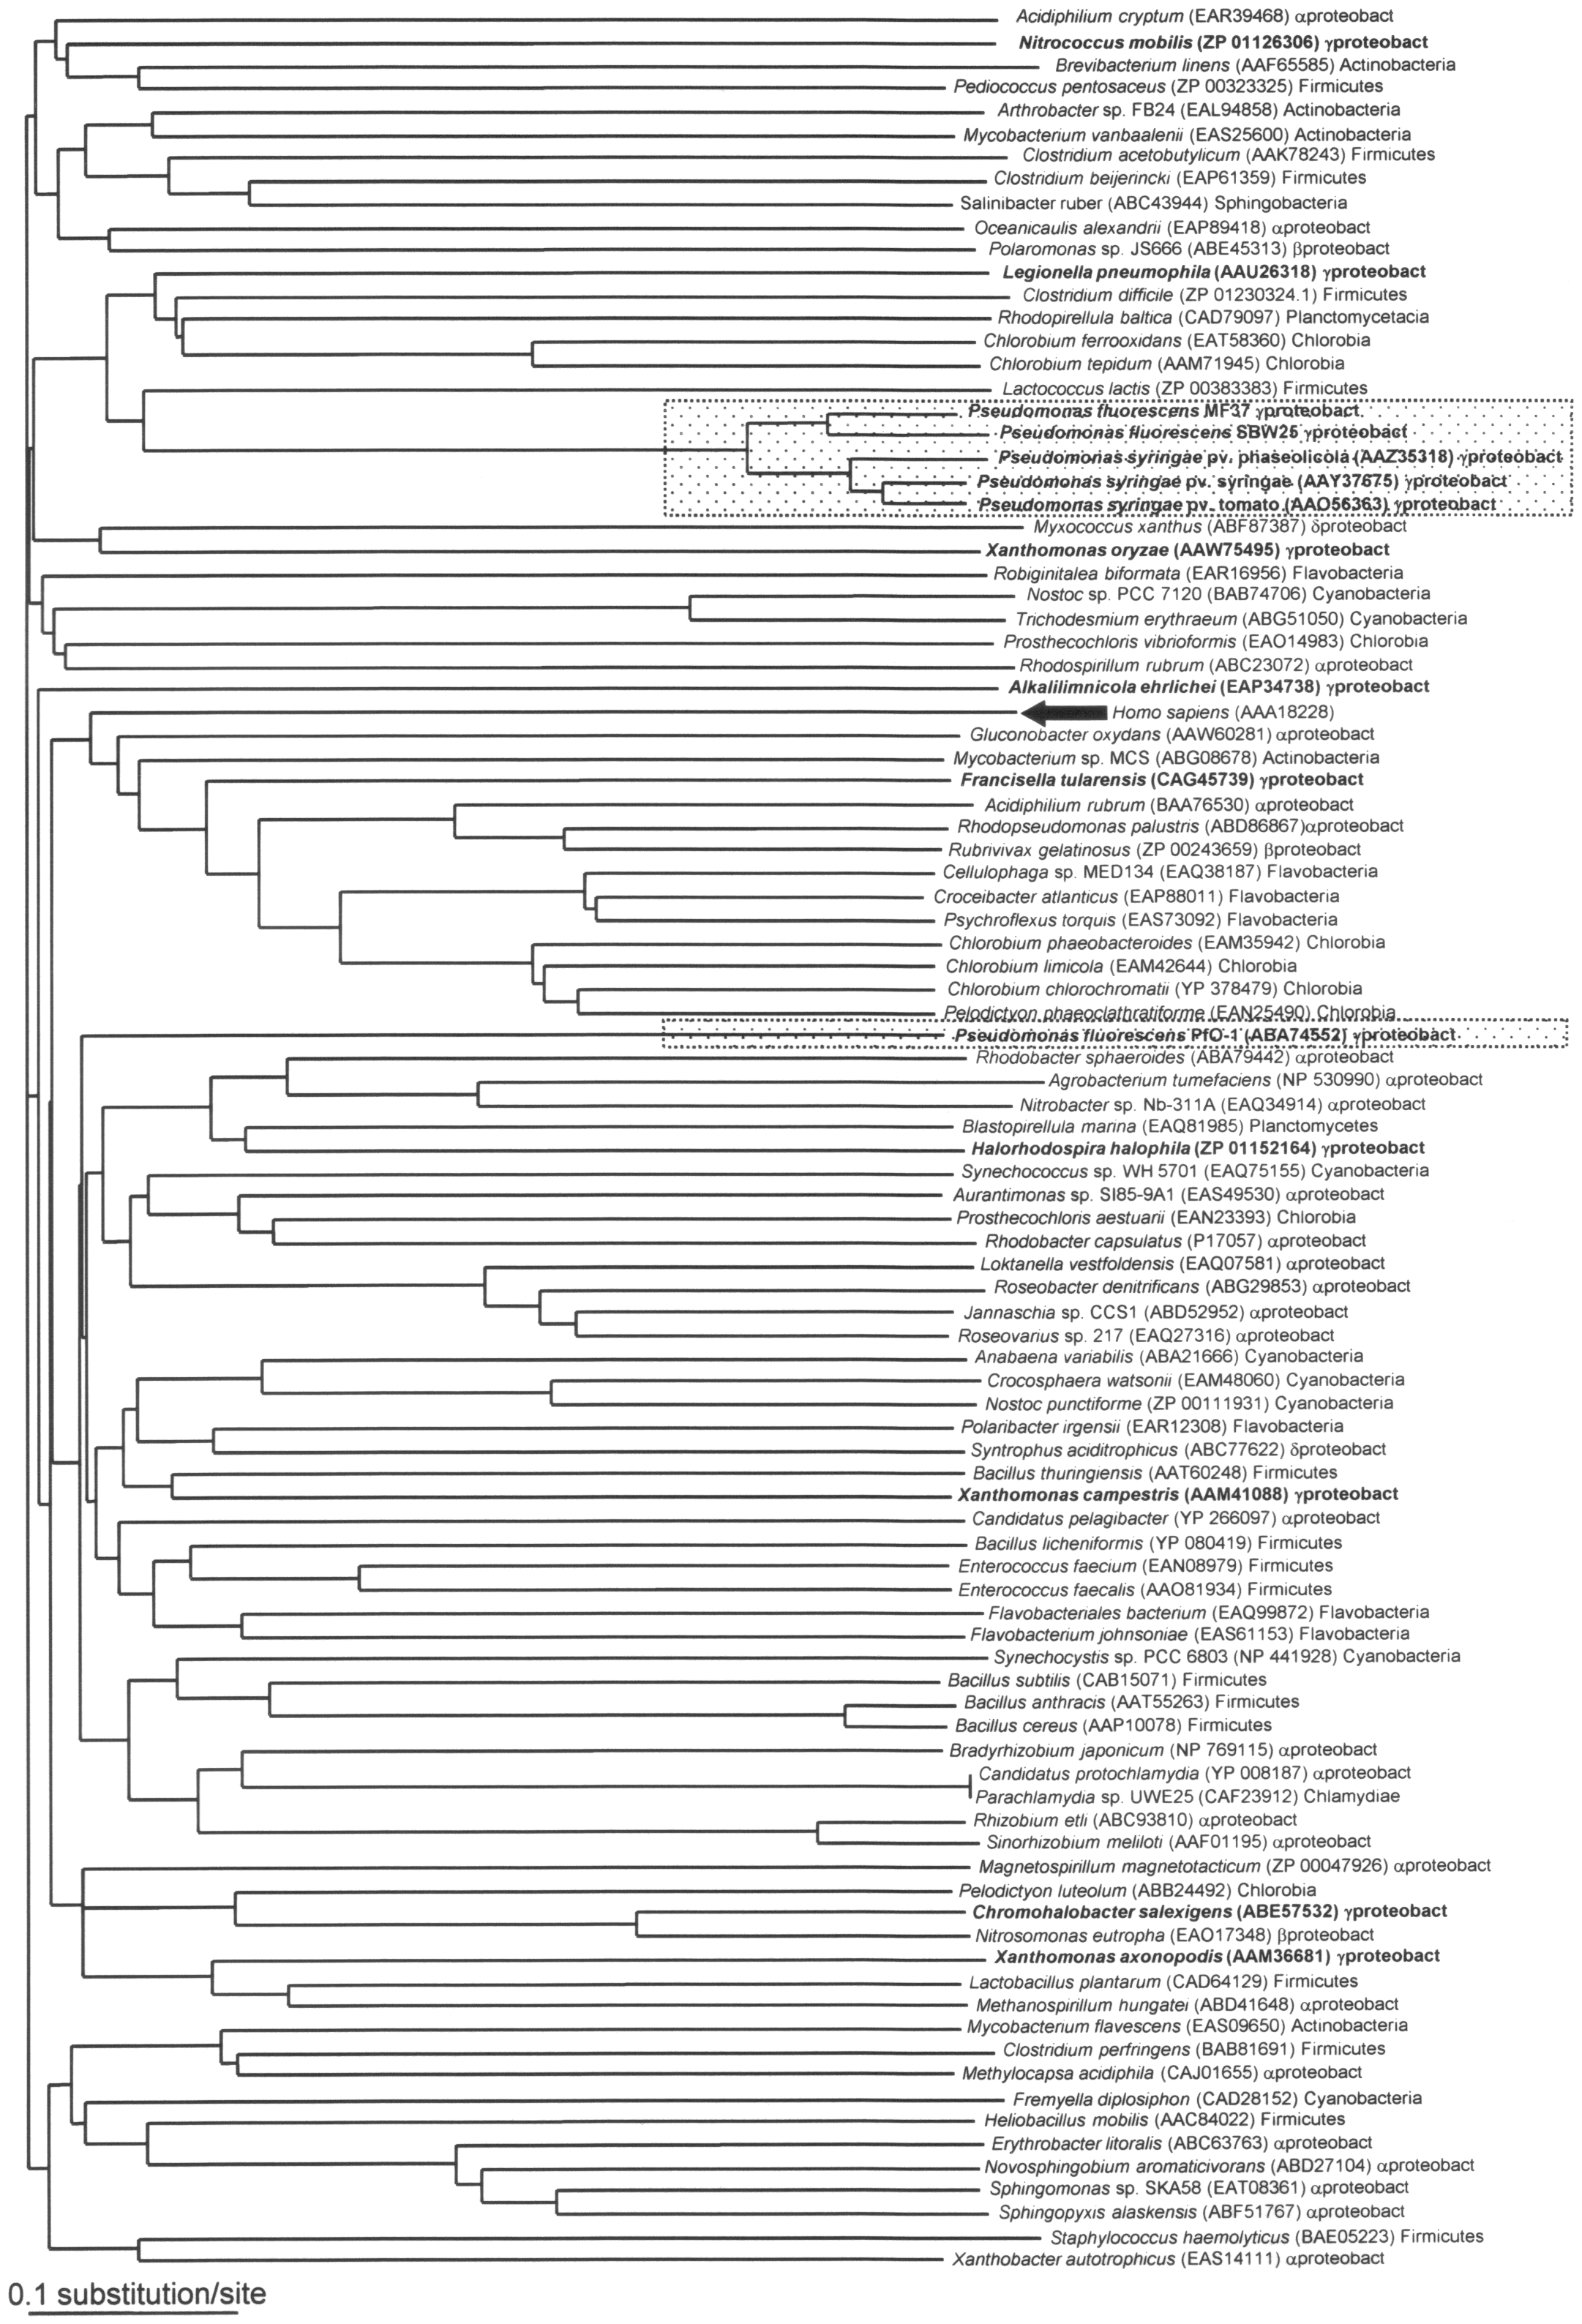 Acidiphilium cryptum (EAR39468) αproteobact
Nitrococcus mobilis (ZP 01126306) γproteobact
Brevibacterium linens (AAF65585) Actinobacteria
Pediococcus pentosaceus (ZP 00323325) Firmicutes
Arthrobacter sp. FB24 (EAL94858) Actinobacteria
Mycobacterium vanbaalenii (EAS25600) Actinobacteria
Clostridium acetobutylicum (AAK78243) Firmicutes
Clostridium beijerincki (EAP61359) Firmicutes
Salinibacter ruber (ABC43944) Sphingobacteria
Oceanicaulis alexandrii (EAP89418) αproteobact
Polaromonas sp. JS666 (ABE45313) βproteobact
Legionella pneumophila (AAU26318) γproteobact
Clostridium difficile (ZP 01230324.1) Firmicutes
Rhodopirellula baltica (CAD79097) Planctomycetacia
Chlorobium ferrooxidans (EAT58360) Chlorobia
Chlorobium tepidum (AAM71945) Chlorobia
Lactococcus lactis (ZP 00383383) Firmicutes
Pseudomonas fluorescens MF37 γproteobact
Pseudomonas fluorescens SBW25 γproteobact
Pseudomonas syringae pv. phaseolicola (AAZ35318) γproteobact
Pseudomonas syringae pv. syringae (AAY37675) γproteobact
Pseudomonas syringae pv. tomato (AAO56363) γproteobact
Myxococcus xanthus (ABF87387) δproteobact
Xanthomonas oryzae (AAW75495) γproteobact
Robiginitalea biformata (EAR16956) Flavobacteria
Nostoc sp. PCC 7120 (BAB74706) Cyanobacteria
Trichodesmium erythraeum (ABG51050) Cyanobacteria
Prosthecochloris vibrioformis (EAO14983) Chlorobia
Rhodospirillum rubrum (ABC23072) αproteobact
Alkalilimnicola ehrlichei (EAP34738) γproteobact
Homo sapiens (AAA18228)
Gluconobacter oxydans (AAW60281) αproteobact
Mycobacterium sp. MCS (ABG08678) Actinobacteria
Francisella tularensis (CAG45739) γproteobact
Acidiphilium rubrum (BAA76530) αproteobact
Rhodopseudomonas palustris (ABD86867)αproteobact
Rubrivivax gelatinosus (ZP 00243659) βproteobact
Cellulophaga sp. MED134 (EAQ38187) Flavobacteria
Croceibacter atlanticus (EAP88011) Flavobacteria
Psychroflexus torquis (EAS73092) Flavobacteria
Chlorobium phaeobacteroides (EAM35942) Chlorobia
Chlorobium limicola (EAM42644) Chlorobia
Chlorobium chlorochromatii (YP 378479) Chlorobia
Pelodictyon phaeoclathratiforme (EAN25490) Chlorobia
Pseudomonas fluorescens PfO-1 (ABA74552) γproteobact
Rhodobacter sphaeroides (ABA79442) αproteobact
Agrobacterium tumefaciens (NP 530990) αproteobact
Nitrobacter sp. Nb-311A (EAQ34914) αproteobact
Blastopirellula marina (EAQ81985) Planctomycetes
Halorhodospira halophila (ZP 01152164) γproteobact
Synechococcus sp. WH 5701 (EAQ75155) Cyanobacteria
Aurantimonas sp. SI85-9A1 (EAS49530) αproteobact
Prosthecochloris aestuarii (EAN23393) Chlorobia
Rhodobacter capsulatus (P17057) αproteobact
Loktanella vestfoldensis (EAQ07581) αproteobact
Roseobacter denitrificans (ABG29853) αproteobact
Jannaschia sp. CCS1 (ABD52952) αproteobact
Roseovarius sp. 217 (EAQ27316) αproteobact
Anabaena variabilis (ABA21666) Cyanobacteria
Crocosphaera watsonii (EAM48060) Cyanobacteria
Nostoc punctiforme (ZP 00111931) Cyanobacteria
Polaribacter irgensii (EAR12308) Flavobacteria
Syntrophus aciditrophicus (ABC77622) δproteobact
Bacillus thuringiensis (AAT60248) Firmicutes
Xanthomonas campestris (AAM41088) γproteobact
Candidatus pelagibacter (YP 266097) αproteobact
Bacillus licheniformis (YP 080419) Firmicutes
Enterococcus faecium (EAN08979) Firmicutes
Enterococcus faecalis (AAO81934) Firmicutes
Flavobacteriales bacterium (EAQ99872) Flavobacteria
Flavobacterium johnsoniae (EAS61153) Flavobacteria
Synechocystis sp. PCC 6803 (NP 441928) Cyanobacteria
Bacillus subtilis (CAB15071) Firmicutes
Bacillus anthracis (AAT55263) Firmicutes
Bacillus cereus (AAP10078) Firmicutes
Bradyrhizobium japonicum (NP 769115) αproteobact
Candidatus protochlamydia (YP 008187) αproteobact
Parachlamydia sp. UWE25 (CAF23912) Chlamydiae
Rhizobium etli (ABC93810) αproteobact
Sinorhizobium meliloti (AAF01195) αproteobact
Magnetospirillum magnetotacticum (ZP 00047926) αproteobact
Pelodictyon luteolum (ABB24492) Chlorobia
Chromohalobacter salexigens (ABE57532) γproteobact
Nitrosomonas eutropha (EAO17348) βproteobact
Xanthomonas axonopodis (AAM36681) γproteobact
Lactobacillus plantarum (CAD64129) Firmicutes
Methanospirillum hungatei (ABD41648) αproteobact
Mycobacterium flavescens (EAS09650) Actinobacteria
Clostridium perfringens (BAB81691) Firmicutes
Methylocapsa acidiphila (CAJ01655) αproteobact
Fremyella diplosiphon (CAD28152) Cyanobacteria
Heliobacillus mobilis (AAC84022) Firmicutes
Erythrobacter litoralis (ABC63763) αproteobact
Novosphingobium aromaticivorans (ABD27104) αproteobact
Sphingomonas sp. SKA58 (EAT08361) αproteobact
Sphingopyxis alaskensis (ABF51767) αproteobact
Staphylococcus haemolyticus (BAE05223) Firmicutes
Xanthobacter autotrophicus (EAS14111) αproteobact
0.1 substitution/site